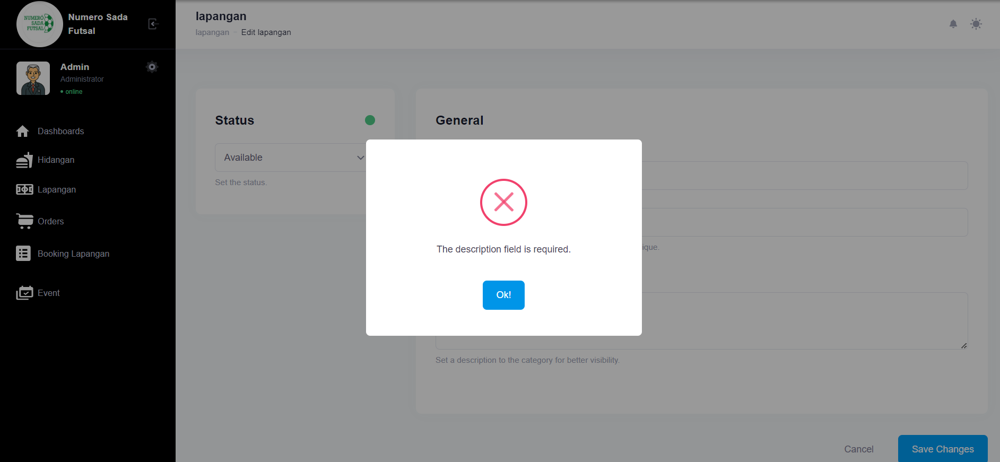 NUMERO
SADA
FUTSAL
Numero Sada
Futsal
Admin
Administrator
online
Dashboards
Hidangan
Lapangan
Orders
Booking Lapangan
Event
lapangan
lapangan - Edit lapangan
Status
Available
Set the status.
General
ique.
The description field is required.
Ok!
Set a description to the category for better visibility.
Cancel
Save Changes